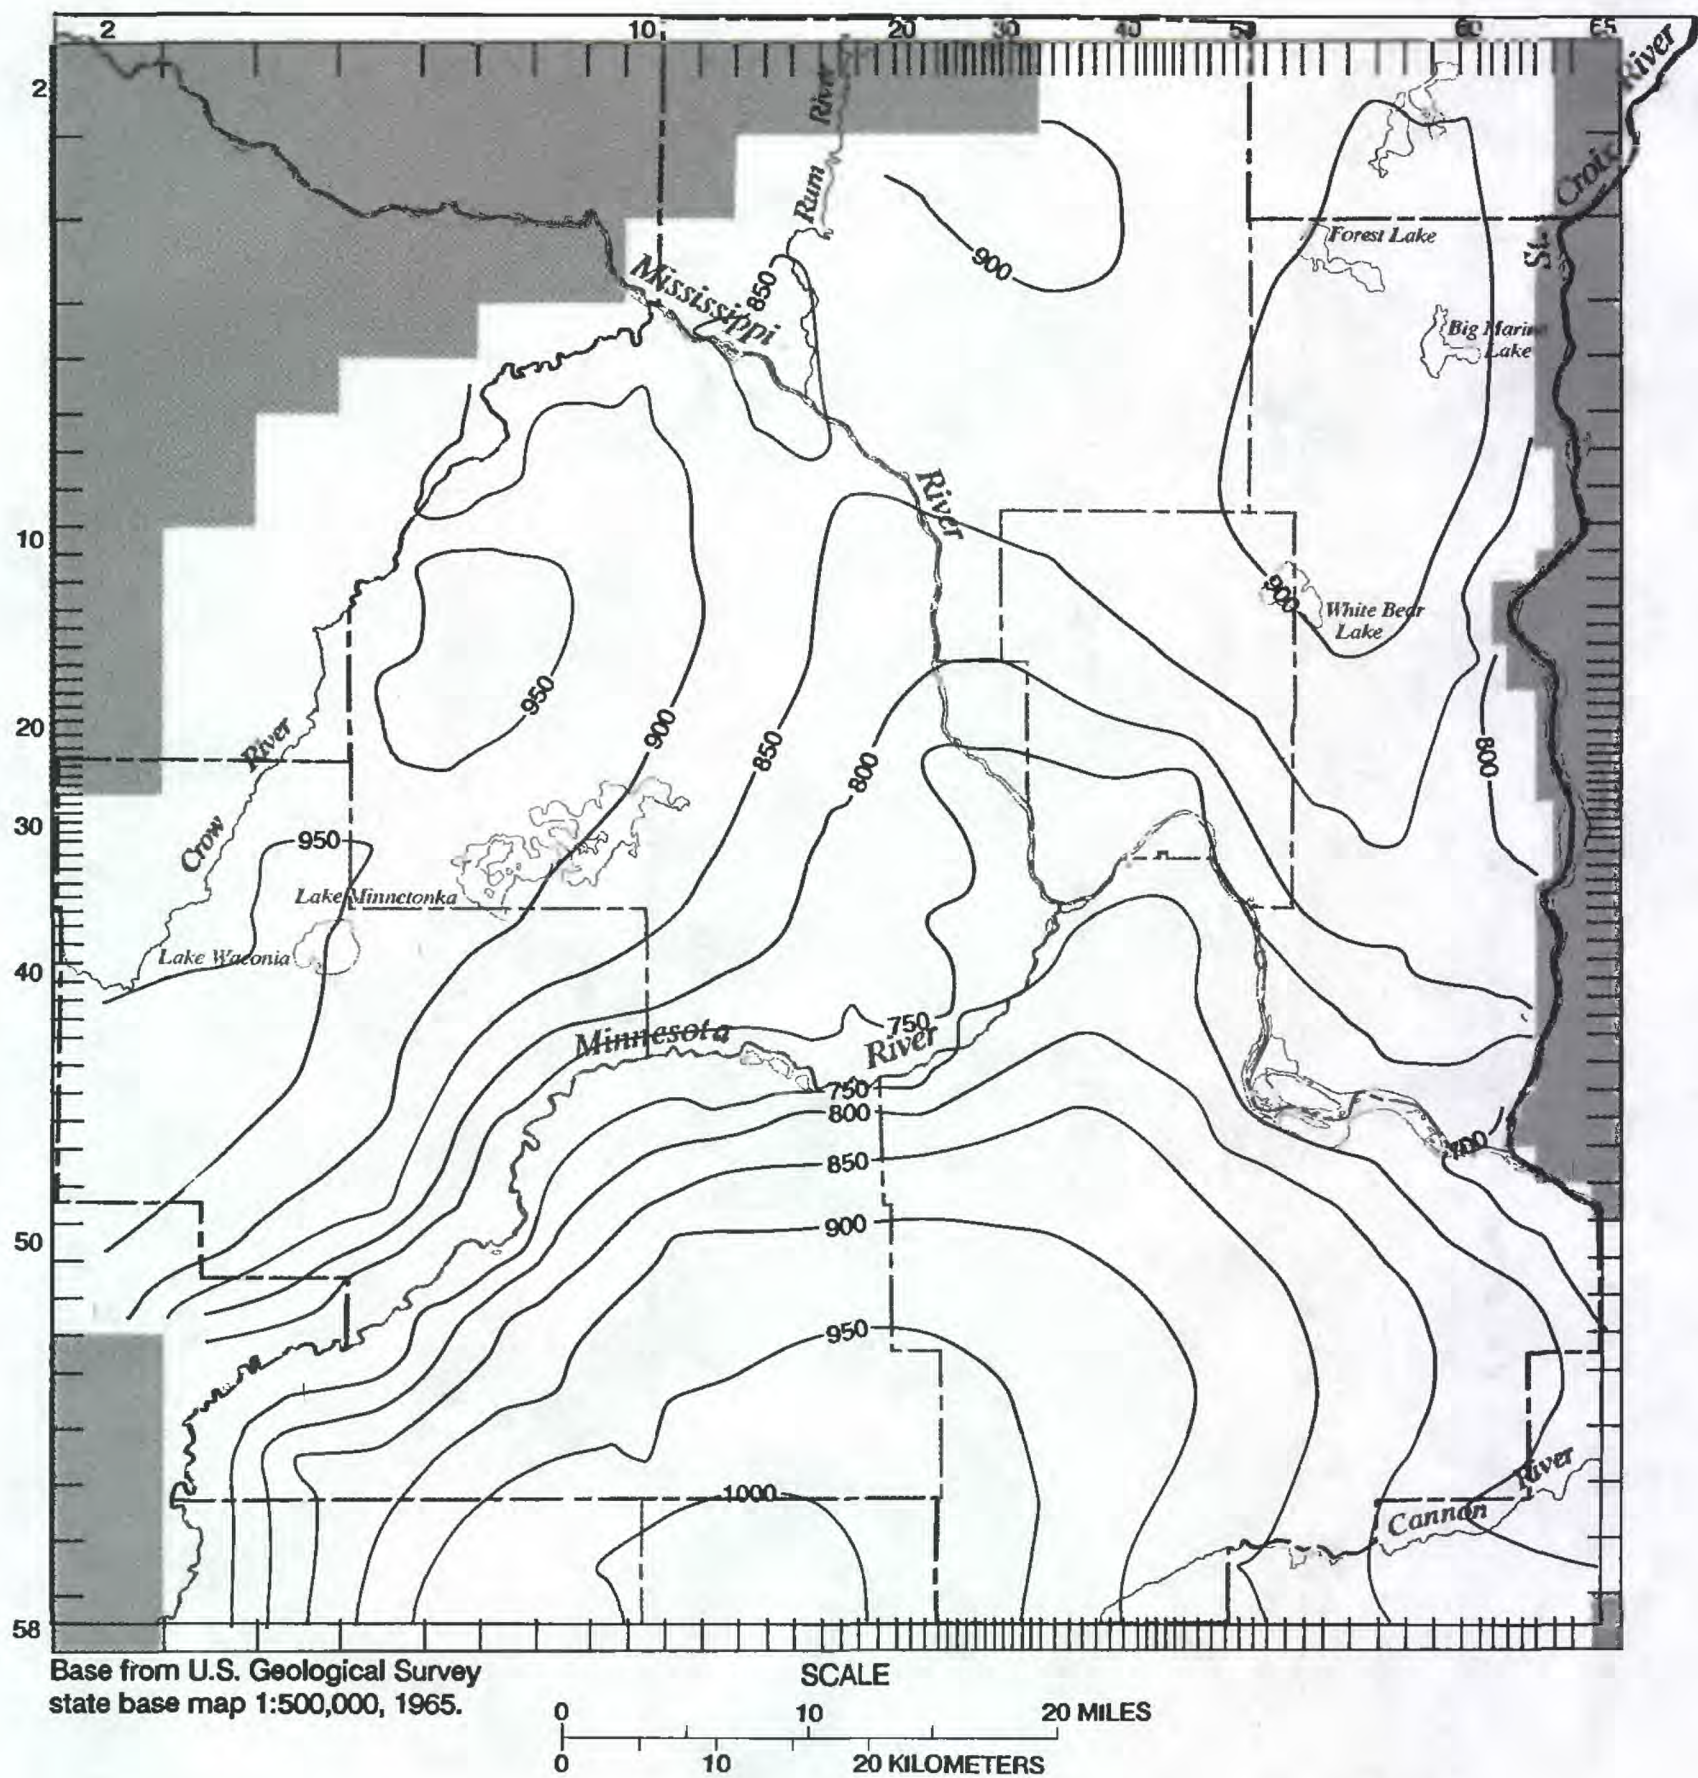 2 10 20 30 40 50 60 65
River
2
River
Rum
Croix
St.
Forest Lake
900
850
Mississippi
Big Marine
Lake
River
10
900
White Bear
Lake
950
900
850
800
800
20
River
30
Crow
950
Lake Minnetonka
Lake Waconia
40
750
Minnesota
River
750
800
700
850
50
900
950
River
1000
Cannon
58
Base from U.S. Geological Survey
state base map 1:500,000, 1965.
SCALE
0 10 20 MILES
0 10 20 KILOMETERS